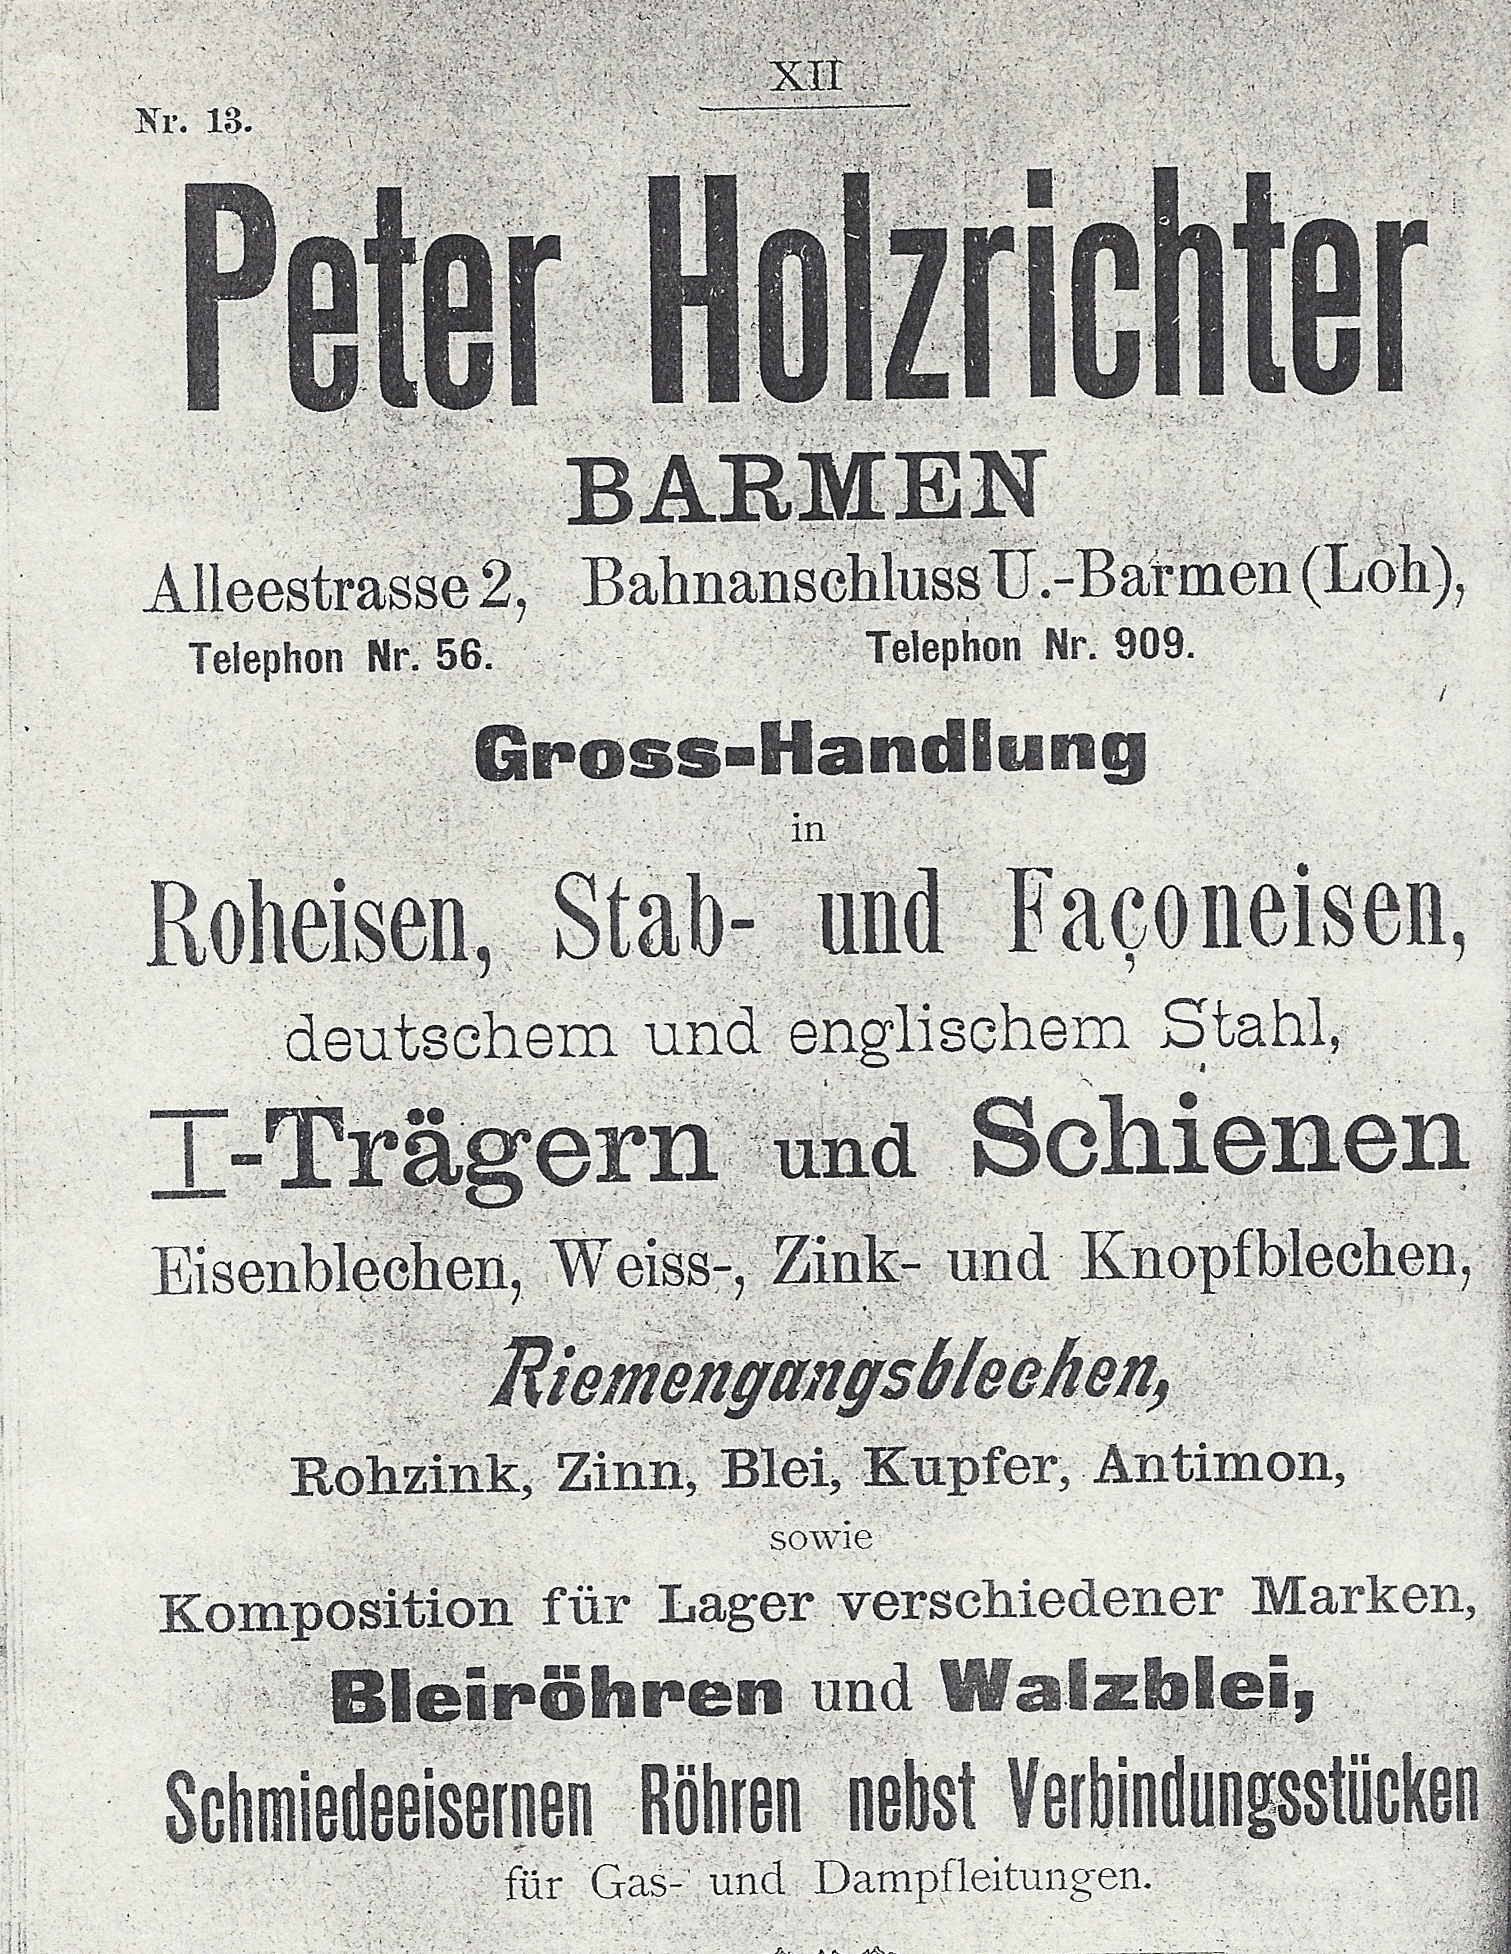 XII
Nr. 13.
Peter Holzrichter
BARMEN
Alleestrasse 2, Bahnanschluss U.-Barmen (Loh),
Telephon Nr. 56. Telephon Nr. 909.
Gross-Handlung
in
Roheisen, Stab- und Façoneisen,
deutschem und englischem Stahl,
I-Trägern und Schienen
Eisenblechen, Weiss-, Zink- und Knopfblechen,
Riemengangsblechen,
Rohzink, Zinn, Blei, Kupfer, Antimon,
sowie
Komposition für Lager verschiedener Marken,
Bleiröhren und Walzblei,
Schmiedeeisernen Röhren nebst Verbindungsstücken
für Gas- und Dampfleitungen.